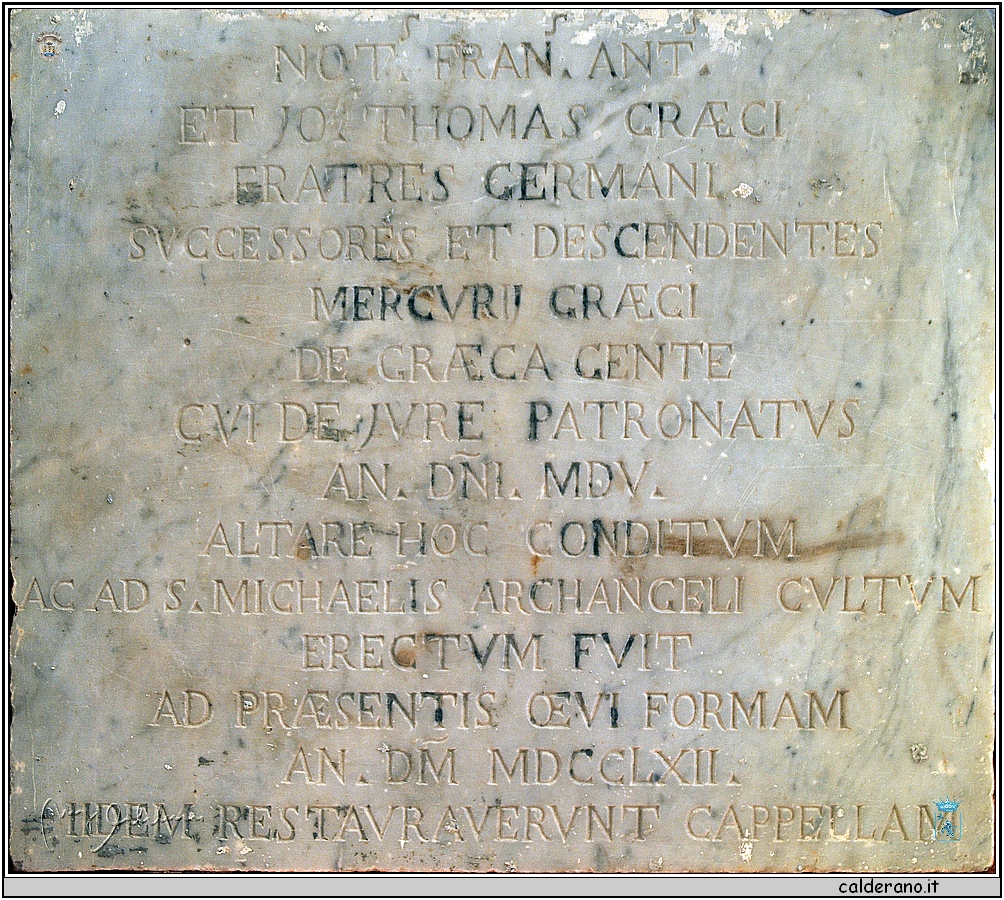 NOT.ˢ FRAN.ˢ ANT.ˢ
ET JO: THOMAS GRÆCI
FRATRES GERMANI
SVCCESSORES ET DESCENDENTES
MERCVRIJ GRÆCI
DE GRÆCA GENTE
CVI DE JVRE PATRONATVS
AN. DÑI. MDV.
ALTARE HOC CONDITVM
AC AD S. MICHAELIS ARCHANGELI CVLTVM
ERECTVM FVIT
AD PRÆSENTIS ŒVI FORMAM
AN. DM̃ MDCCLXII.
IIDEM RESTAVRAVERVNT CAPPELLAM
calderano.it